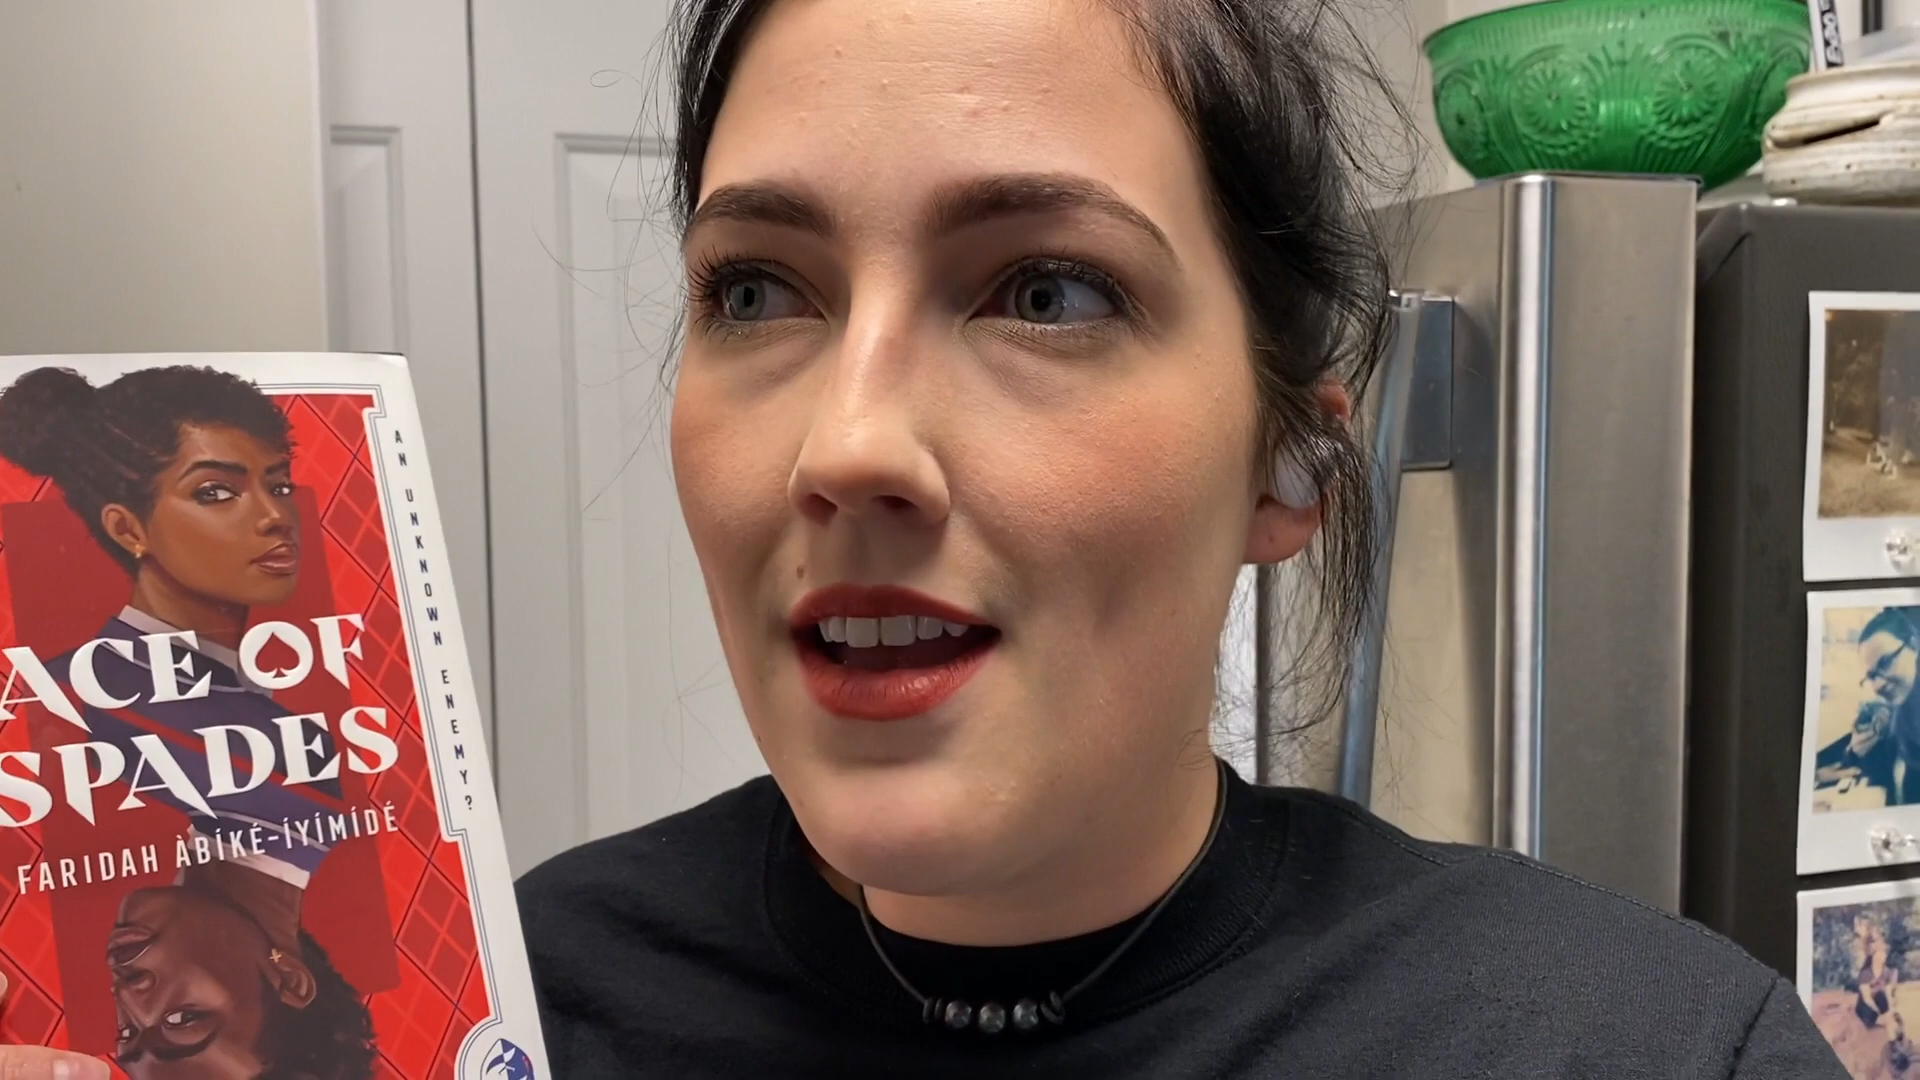 ACE OF
SPADES
FARIDAH ÀBÍKÉ-ÍYÍMÍDÉ
AN UNKNOWN ENEMY?